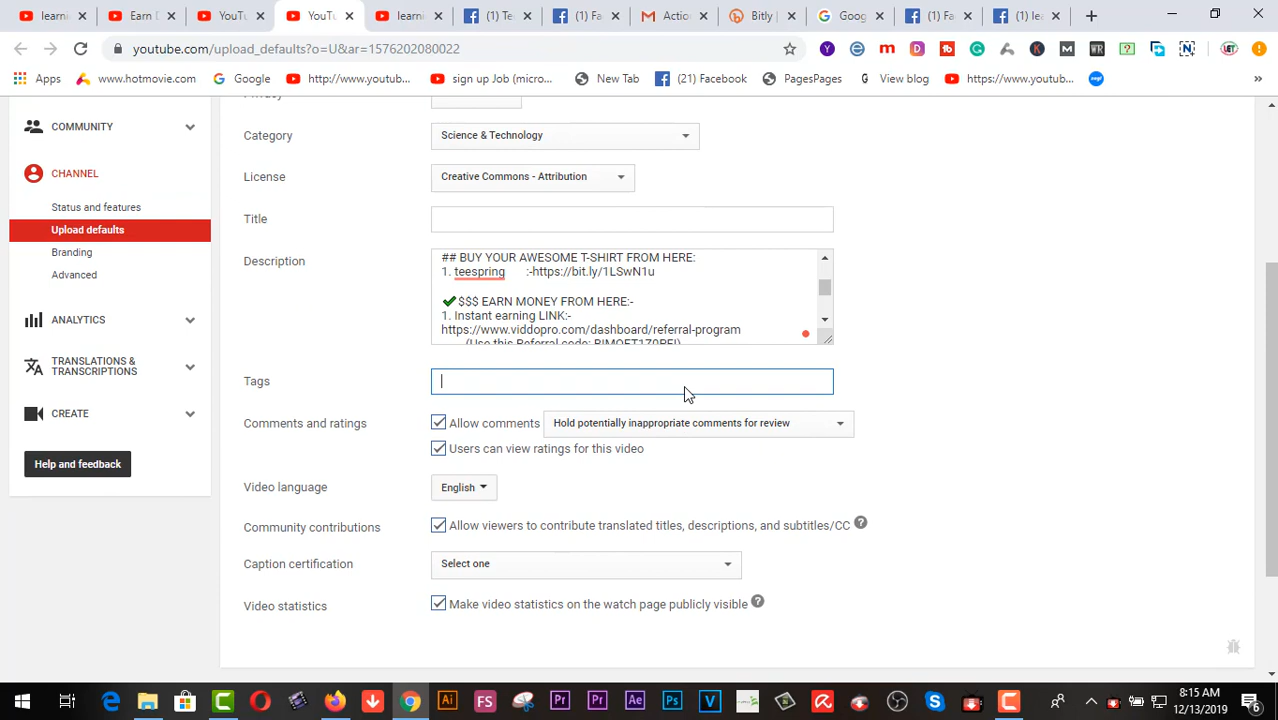 learni
Earn D
YouTu
YouTu
learnin
(1) Te
(1) Fa
Action
Bitly |
Goog
(1) Fa
(1) lea
youtube.com/upload_defaults?o=U&ar=1576202080022
Apps
www.hotmovie.com
Google
http://www.youtub...
sign up Job (micro...
New Tab
(21) Facebook
PagesPages
View blog
https://www.youtub...
»
COMMUNITY
CHANNEL
Status and features
Upload defaults
Branding
Advanced
ANALYTICS
TRANSLATIONS &
TRANSCRIPTIONS
CREATE
Help and feedback
Category
Science & Technology
License
Creative Commons - Attribution
Title
Description
## BUY YOUR AWESOME T-SHIRT FROM HERE:
1. teespring :-https://bit.ly/1LSwN1u
✔$$$ EARN MONEY FROM HERE:-
1. Instant earning LINK:-
https://www.viddopro.com/dashboard/referral-program
Tags
Comments and ratings
Allow comments
Hold potentially inappropriate comments for review
Users can view ratings for this video
Video language
English
Community contributions
Allow viewers to contribute translated titles, descriptions, and subtitles/CC
Caption certification
Select one
Video statistics
Make video statistics on the watch page publicly visible
8:15 AM
12/13/2019
6